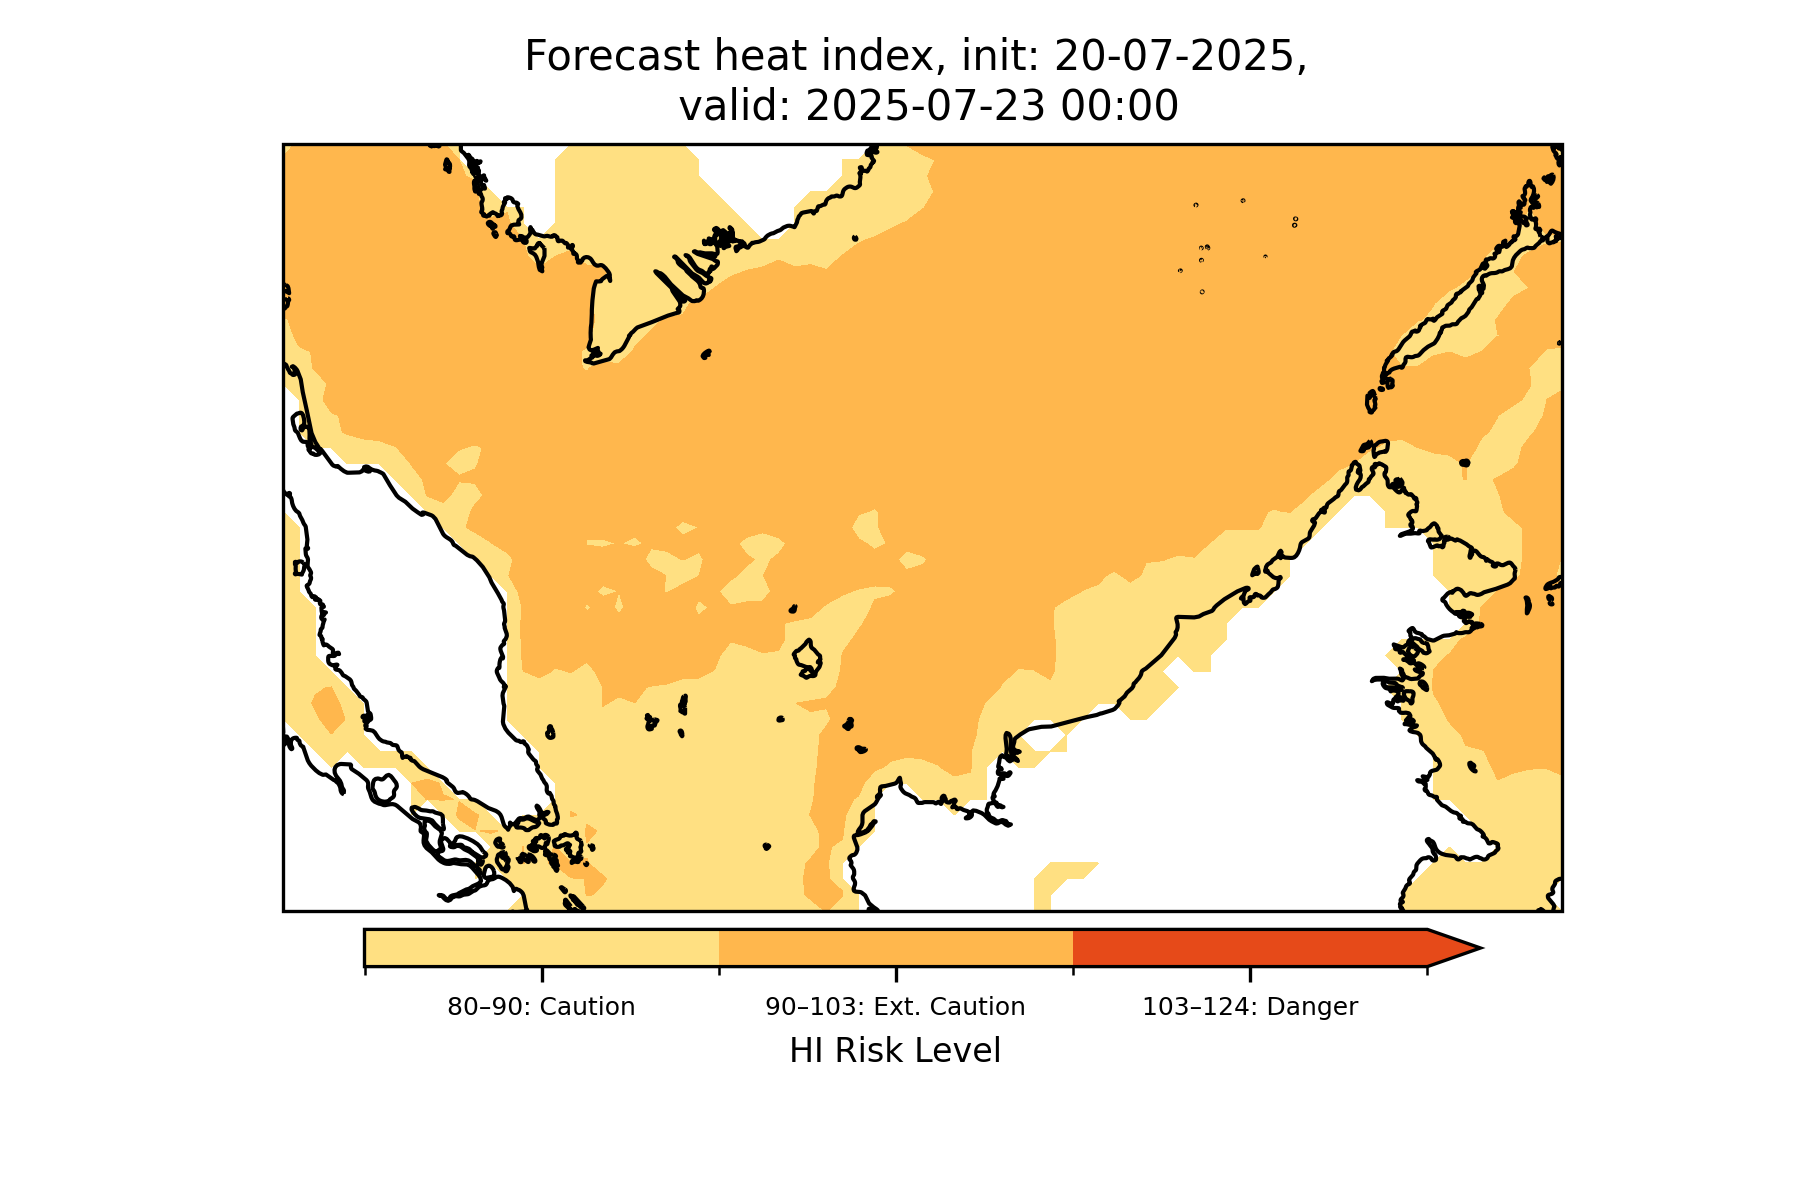 Forecast heat index, init: 20-07-2025,
valid: 2025-07-23 00:00
80–90: Caution
90–103: Ext. Caution
103–124: Danger
HI Risk Level